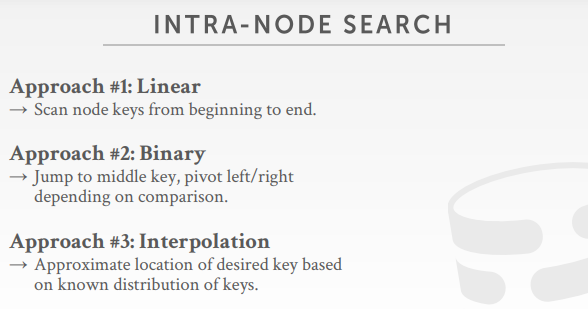 INTRA-NODE SEARCH
Approach #1: Linear
→ Scan node keys from beginning to end.
Approach #2: Binary
→ Jump to middle key, pivot left/right
depending on comparison.
Approach #3: Interpolation
→ Approximate location of desired key based
on known distribution of keys.